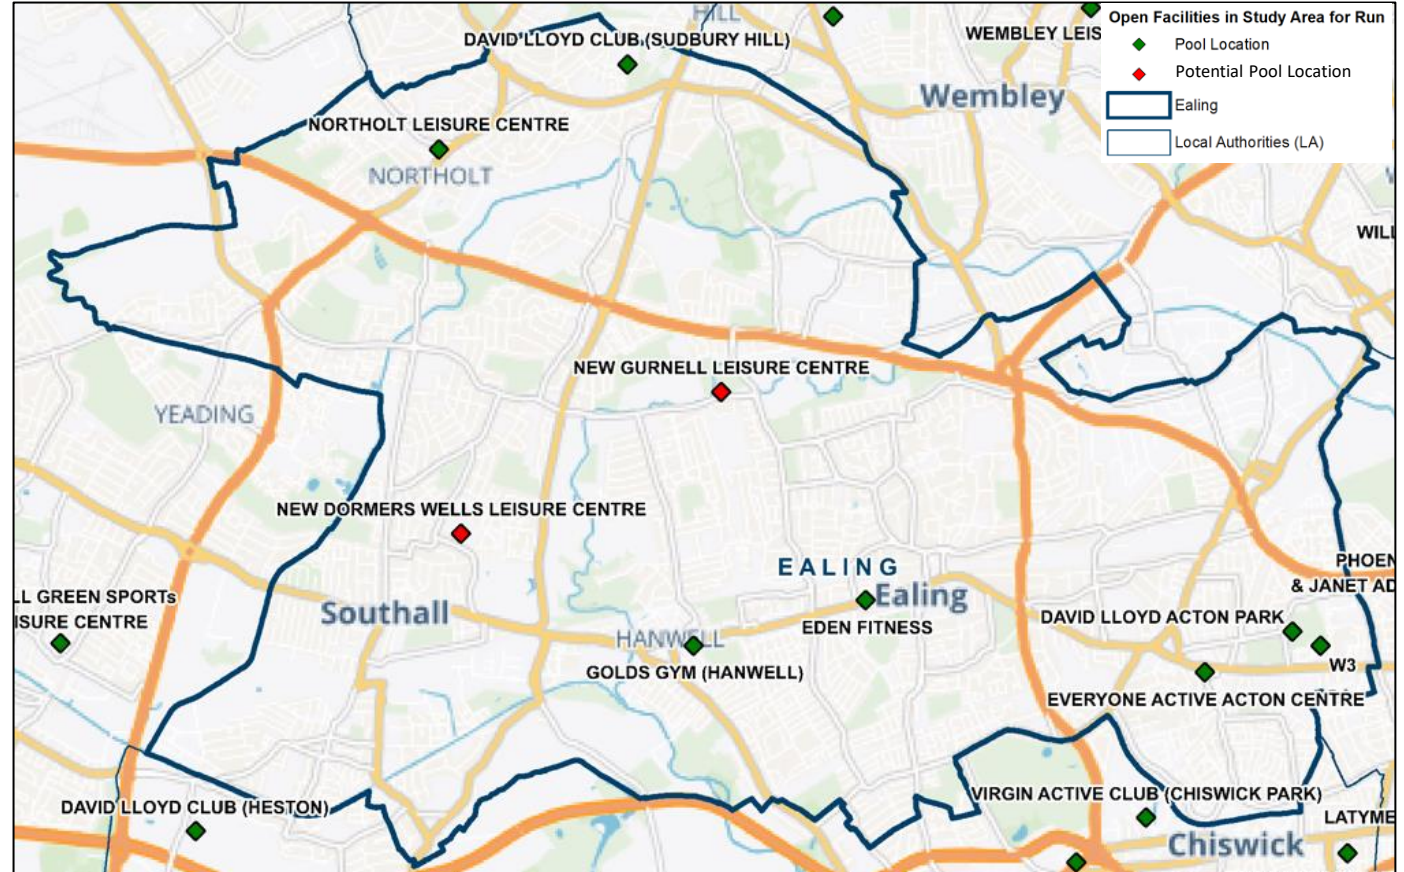 HILL
DAVID LLOYD CLUB (SUDBURY HILL)
WEMBLEY LEIS
Open Facilities in Study Area for Run
Pool Location
Potential Pool Location
Ealing
Local Authorities (LA)
Wembley
NORTHOLT LEISURE CENTRE
NORTHOLT
WILL
NEW GURNELL LEISURE CENTRE
YEADING
NEW DORMERS WELLS LEISURE CENTRE
EALING
Ealing
PHOEN
& JANET AD
LL GREEN SPORTs
ISURE CENTRE
Southall
HANWELL
EDEN FITNESS
DAVID LLOYD ACTON PARK
W3
GOLDS GYM (HANWELL)
EVERYONE ACTIVE ACTON CENTRE
DAVID LLOYD CLUB (HESTON)
VIRGIN ACTIVE CLUB (CHISWICK PARK)
LATYME
Chiswick